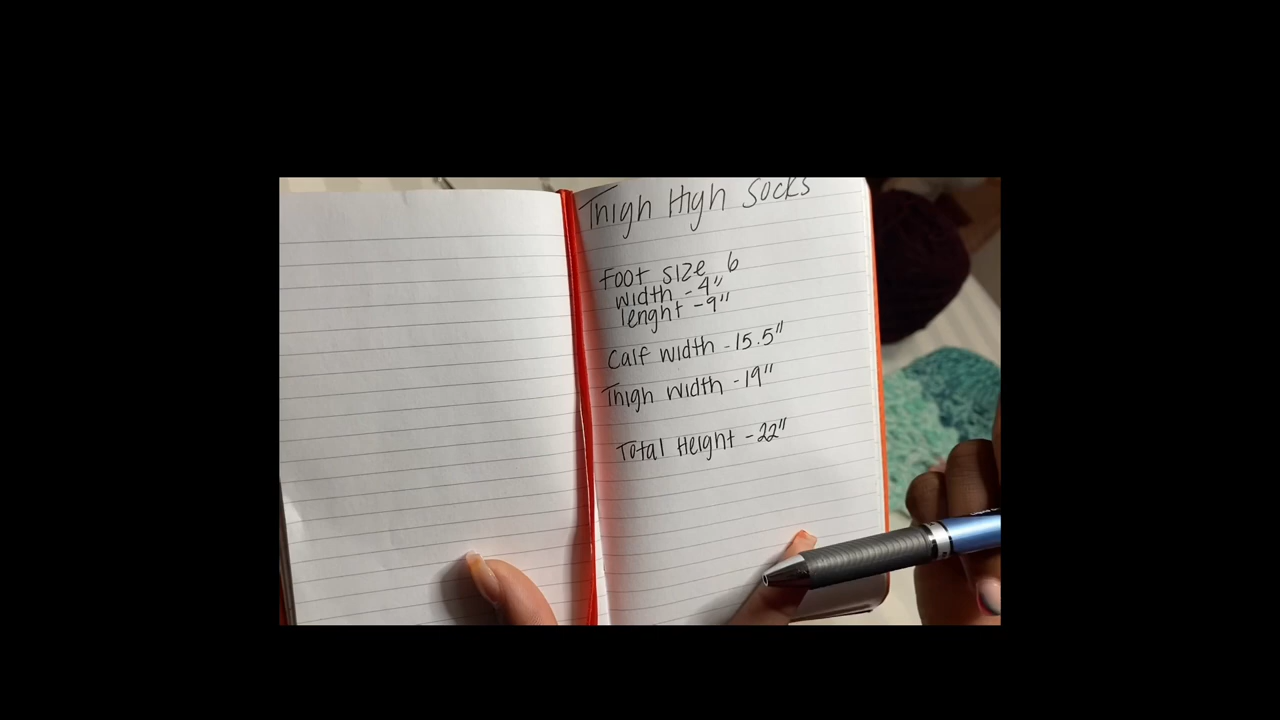 Thigh High Socks
Foot size 6
width - 4"
lenght - 9"
Calf width - 15.5"
Thigh width - 19"
Total Height - 22"